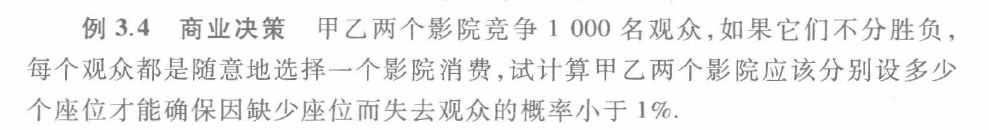 例 3.4 商业决策 甲乙两个影院竞争 1 000 名观众,如果它们不分胜负,
每个观众都是随意地选择一个影院消费,试计算甲乙两个影院应该分别设多少
个座位才能确保因缺少座位而失去观众的概率小于 1%.